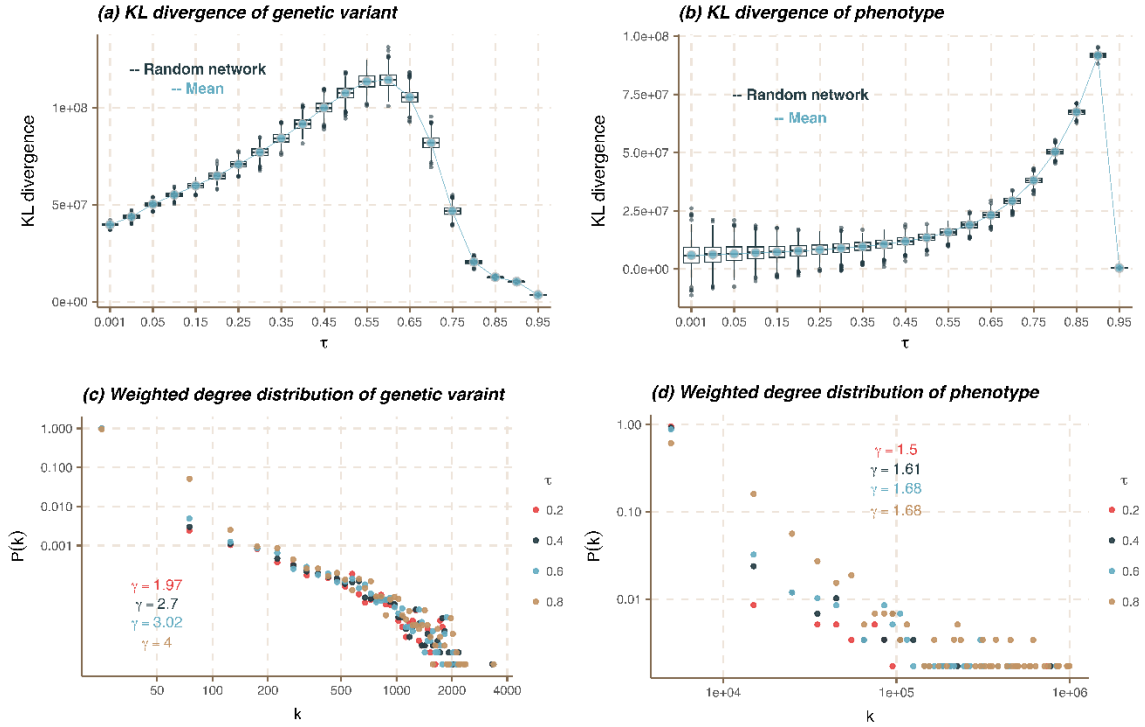 (a) KL divergence of genetic variant
-- Random network
-- Mean
KL divergence
1e+08
5e+07
0e+00
0.001 0.05 0.15 0.25 0.35 0.45 0.55 0.65 0.75 0.85 0.95
τ
(b) KL divergence of phenotype
-- Random network
-- Mean
KL divergence
1.0e+08
7.5e+07
5.0e+07
2.5e+07
0.0e+00
0.001 0.05 0.15 0.25 0.35 0.45 0.55 0.65 0.75 0.85 0.95
τ
(c) Weighted degree distribution of genetic varaint
P(k)
1.000
0.100
0.010
0.001
γ = 1.97
γ = 2.7
γ = 3.02
γ = 4
50 100 200 500 1000 2000 4000
k
τ
0.2
0.4
0.6
0.8
(d) Weighted degree distribution of phenotype
P(k)
1.00
0.10
0.01
γ = 1.5
γ = 1.61
γ = 1.68
γ = 1.68
1e+04 1e+05 1e+06
k
τ
0.2
0.4
0.6
0.8